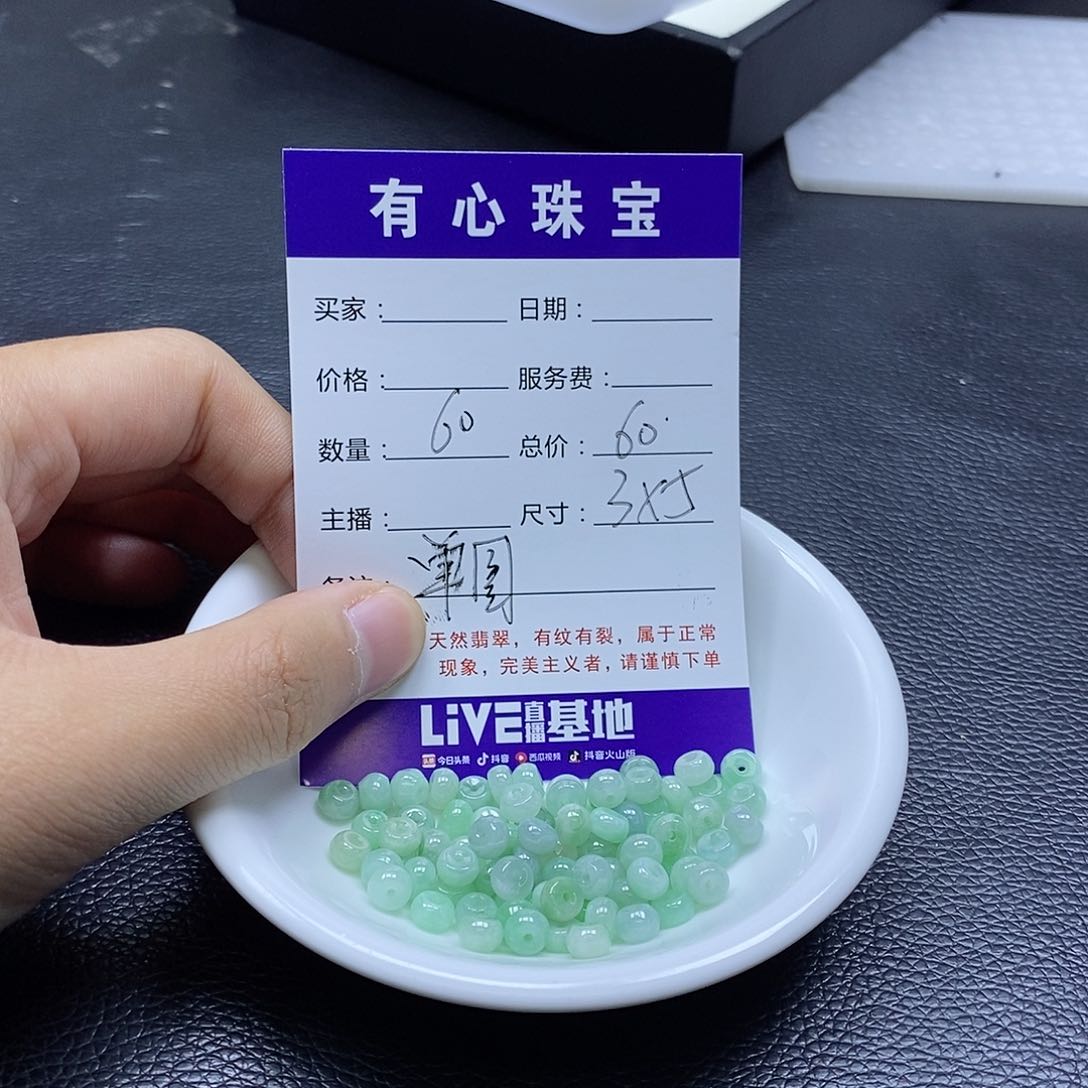 有心珠宝
买家： 日期：
价格： 服务费：
数量：60 总价：60
主播： 尺寸：3x5
天然翡翠，有纹有裂，属于正常
现象，完美主义者，请谨慎下单
LiVE直播基地
头条 今日头条 抖音 西瓜视频 抖音火山版